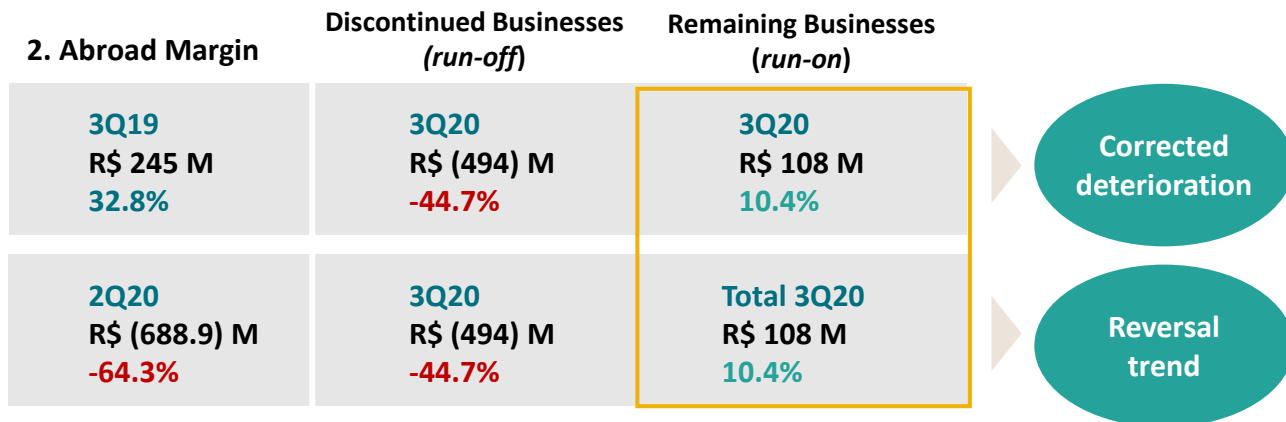 2. Abroad Margin
Discontinued Businesses
(run-off)
Remaining Businesses
(run-on)
3Q19
R$ 245 M
32.8%
3Q20
R$ (494) M
-44.7%
3Q20
R$ 108 M
10.4%
Corrected
deterioration
2Q20
R$ (688.9) M
-64.3%
3Q20
R$ (494) M
-44.7%
Total 3Q20
R$ 108 M
10.4%
Reversal
trend